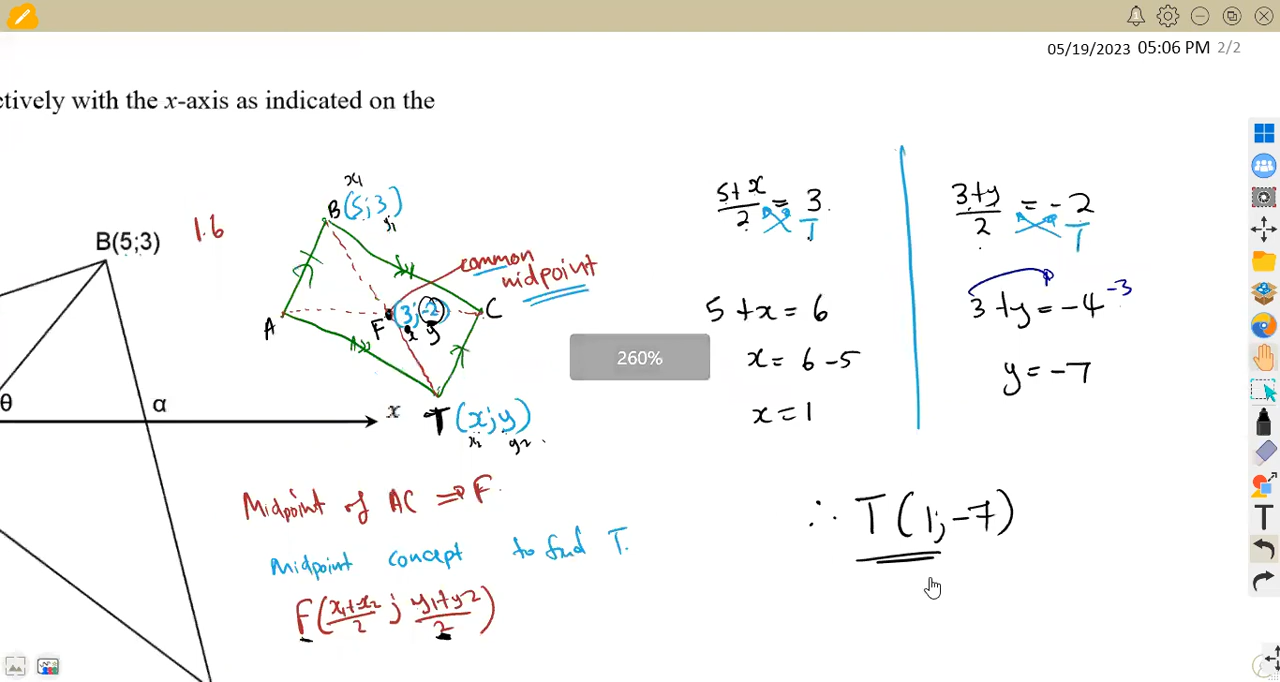 05/19/2023 05:06 PM 2/2
ctively with the x-axis as indicated on the
1.6
B(5;3)
θ
α
x
x1
B(5;3)
y1
common
midpoint
A
F (3;-2)
x y
C
T(x;y)
x2 y2
Midpoint of AC ⇒ F.
Midpoint concept to find T.
F(x1+x2/2 ; y1+y2/2)
5+x/2 = 3/1
5+x = 6
x = 6-5
x = 1
3+y/2 = -2/1
3+y = -4 -3
y = -7
∴ T(1;-7)
260%
T